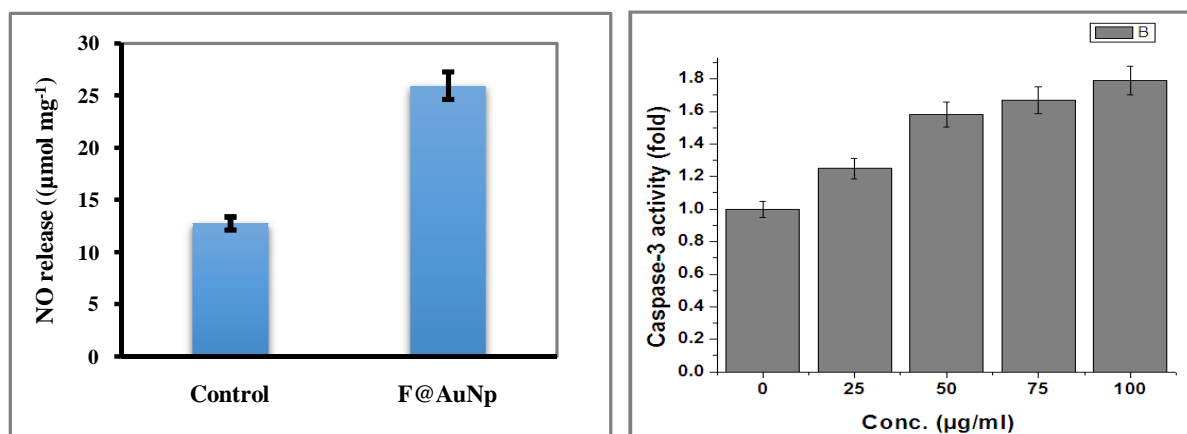 NO release ((µmol mg-1)
30
25
20
15
10
5
0
Control F@AuNp
B
Caspase-3 activity (fold)
1.8
1.6
1.4
1.2
1.0
0.8
0.6
0.4
0.2
0.0
0 25 50 75 100
Conc. (µg/ml)